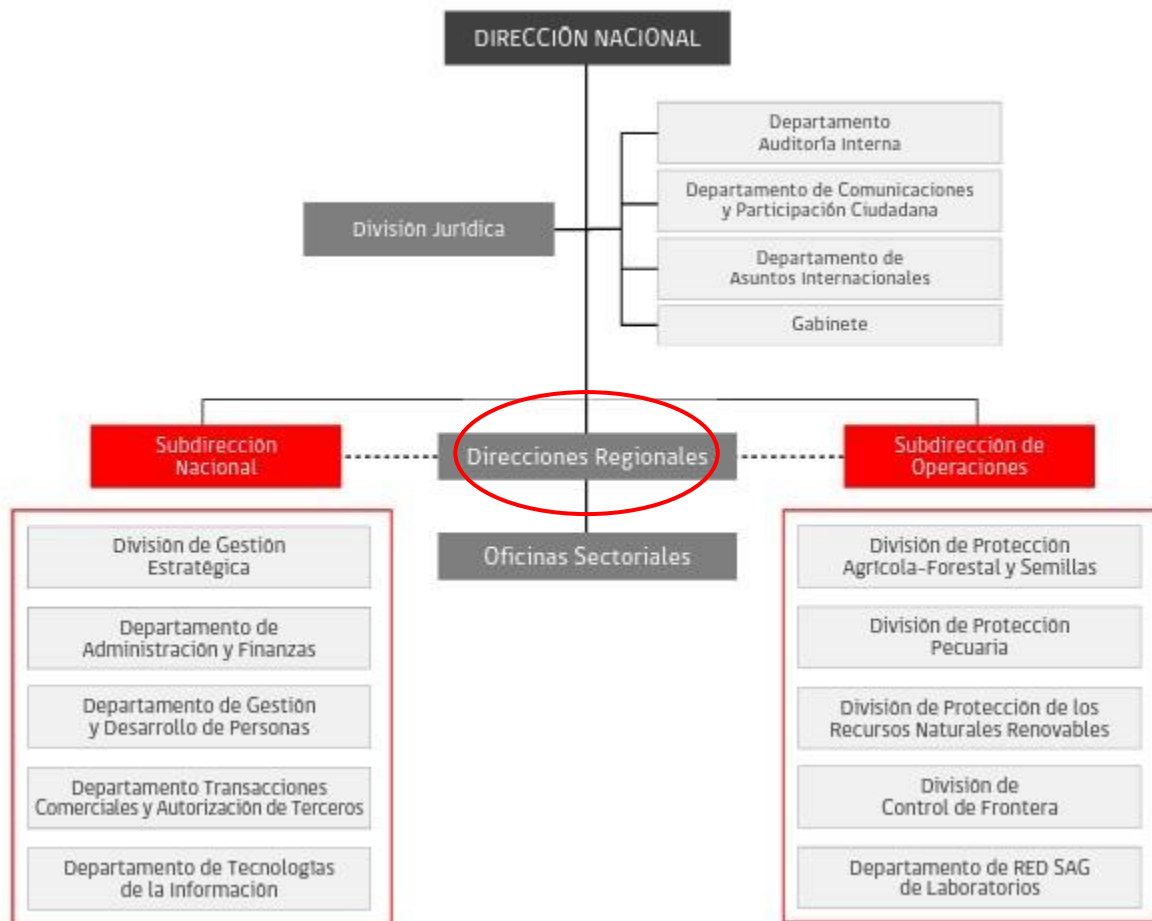 DIRECCIÓN NACIONAL
Departamento
Auditoría Interna
Departamento de Comunicaciones
y Participación Ciudadana
División Jurídica
Departamento de
Asuntos Internacionales
Gabinete
Subdirección
Nacional
Direcciones Regionales
Subdirección de
Operaciones
Oficinas Sectoriales
División de Gestión
Estratégica
Departamento de
Administración y Finanzas
Departamento de Gestión
y Desarrollo de Personas
Departamento Transacciones
Comerciales y Autorización de Terceros
Departamento de Tecnologías
de la Información
División de Protección
Agrícola-Forestal y Semillas
División de Protección
Pecuaria
División de Protección de los
Recursos Naturales Renovables
División de
Control de Frontera
Departamento de RED SAG
de Laboratorios